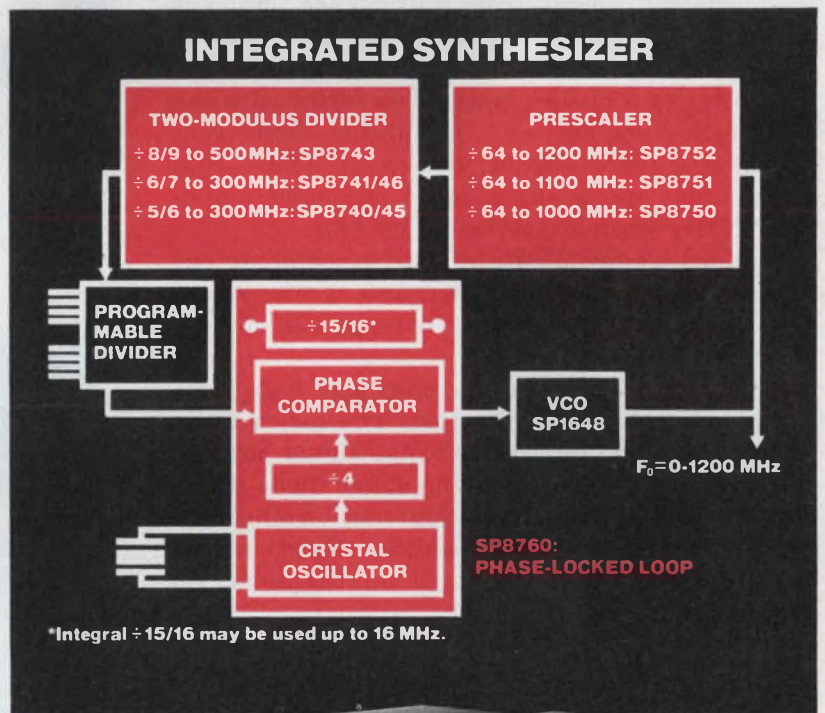 INTEGRATED SYNTHESIZER
TWO-MODULUS DIVIDER
÷8/9 to 500MHz: SP8743
÷6/7 to 300MHz: SP8741/46
÷5/6 to 300MHz: SP8740/45
PRESCALER
÷64 to 1200 MHz: SP8752
÷64 to 1100 MHz: SP8751
÷64 to 1000 MHz: SP8750
PROGRAM-
MABLE
DIVIDER
÷15/16*
PHASE
COMPARATOR
VCO
SP1648
F₀=0-1200 MHz
÷4
CRYSTAL
OSCILLATOR
SP8760:
PHASE-LOCKED LOOP
*Integral ÷15/16 may be used up to 16 MHz.